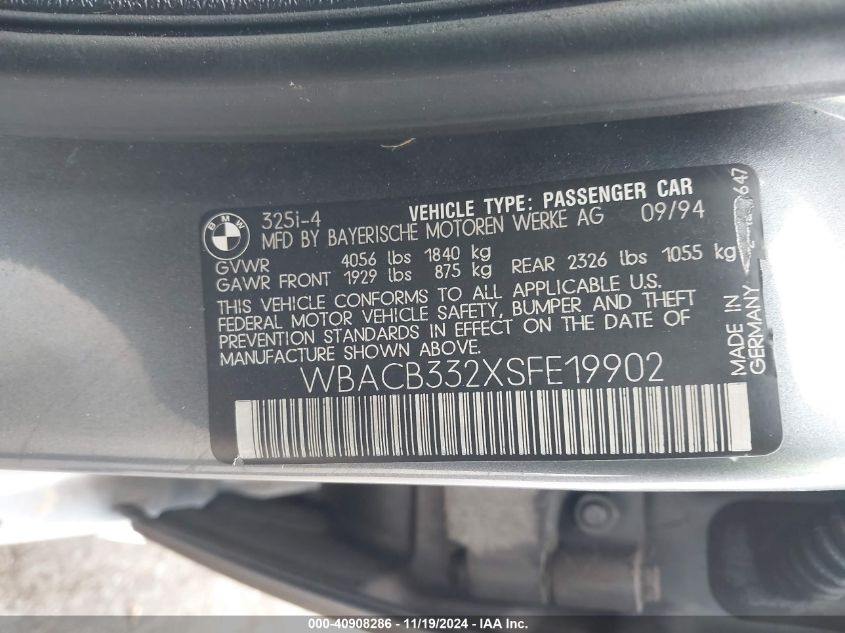 BMW
325i-4 VEHICLE TYPE: PASSENGER CAR
MFD BY BAYERISCHE MOTOREN WERKE AG 09/94
GVWR 4056 lbs 1840 kg
GAWR FRONT 1929 lbs 875 kg REAR 2326 lbs 1055 kg
THIS VEHICLE CONFORMS TO ALL APPLICABLE U.S.
FEDERAL MOTOR VEHICLE SAFETY, BUMPER AND THEFT
PREVENTION STANDARDS IN EFFECT ON THE DATE OF
MANUFACTURE SHOWN ABOVE.
WBACB332XSFE19902
MADE IN
GERMANY
647
000-40908286 - 11/19/2024 - IAA Inc.